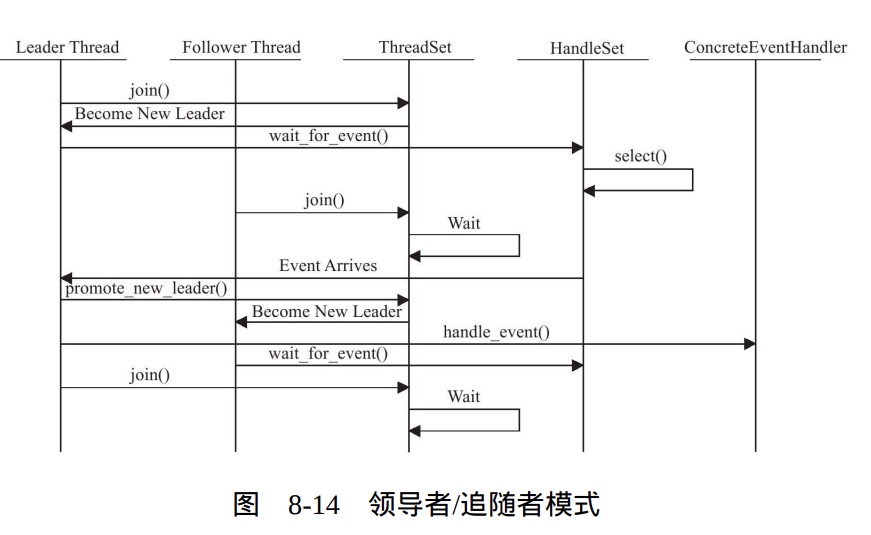 Leader Thread Follower Thread ThreadSet HandleSet ConcreteEventHandler
join()
Become New Leader
wait_for_event()
select()
join()
Wait
Event Arrives
promote_new_leader()
Become New Leader
handle_event()
wait_for_event()
join()
Wait
图 8-14 领导者/追随者模式